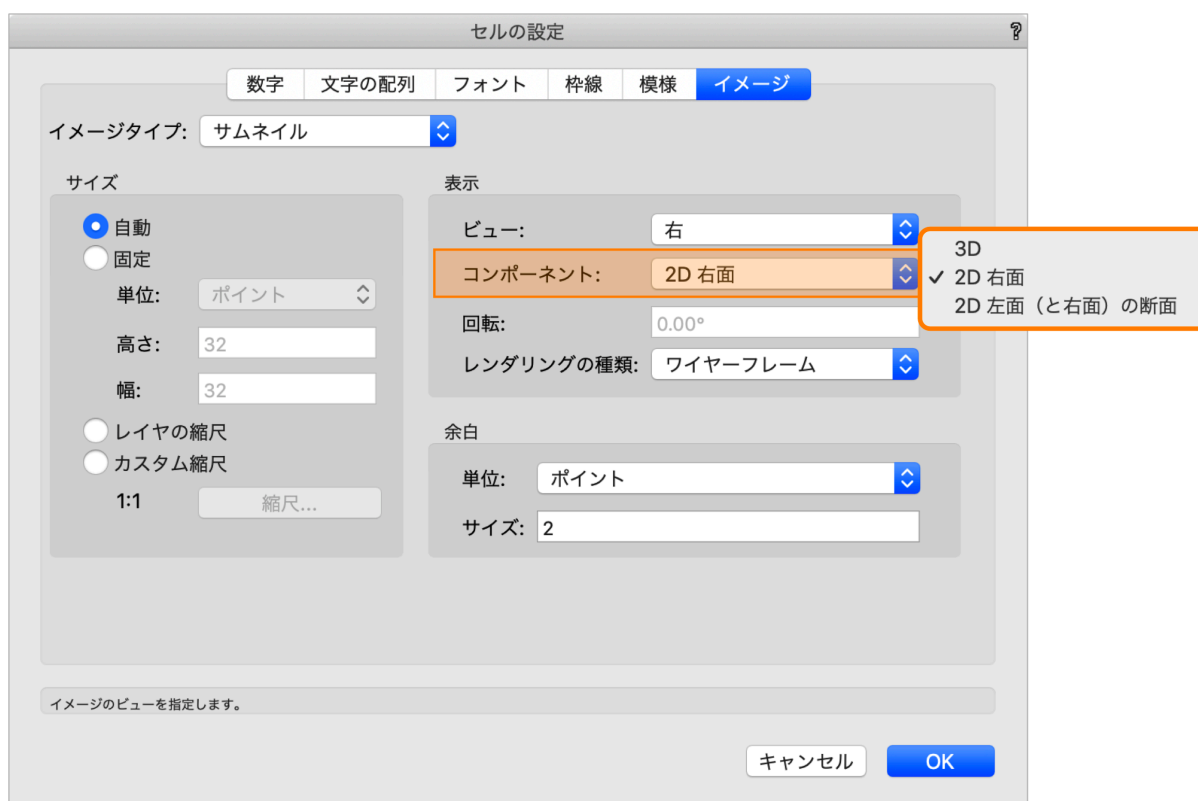 セルの設定
?
数字 文字の配列 フォント 枠線 模様 イメージ
イメージタイプ: サムネイル
サイズ
自動
固定
単位: ポイント
高さ: 32
幅: 32
レイヤの縮尺
カスタム縮尺
1:1 縮尺...
表示
ビュー: 右
コンポーネント: 2D 右面
回転: 0.00°
レンダリングの種類: ワイヤーフレーム
3D
✓ 2D 右面
2D 左面（と右面）の断面
余白
単位: ポイント
サイズ: 2
イメージのビューを指定します。
キャンセル OK